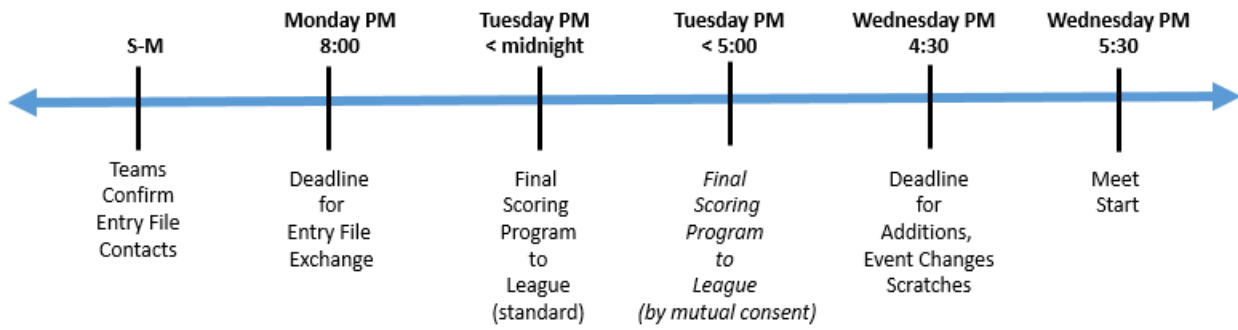 S-M
Monday PM
8:00
Tuesday PM
< midnight
Tuesday PM
< 5:00
Wednesday PM
4:30
Wednesday PM
5:30
Teams
Confirm
Entry File
Contacts
Deadline
for
Entry File
Exchange
Final
Scoring
Program
to
League
(standard)
Final
Scoring
Program
to
League
(by mutual consent)
Deadline
for
Additions,
Event Changes
Scratches
Meet
Start